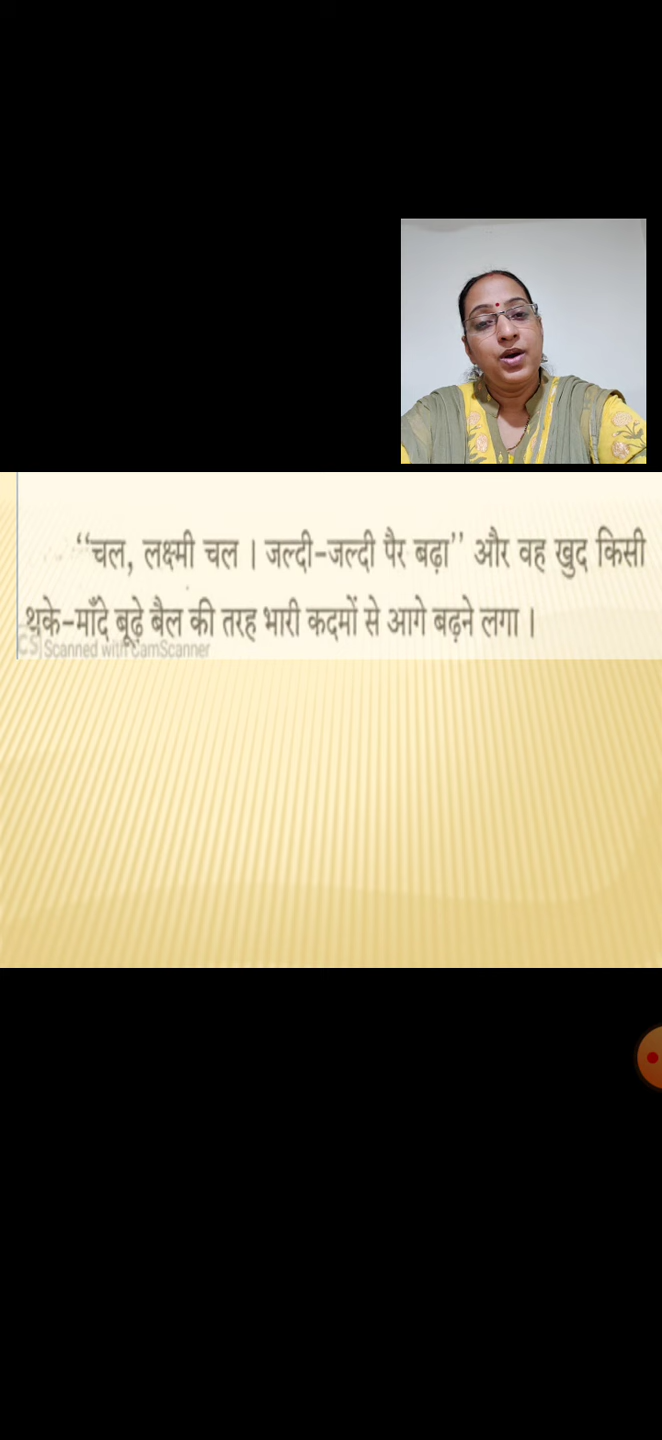 ‘‘चल, लक्ष्मी चल । जल्दी-जल्दी पैर बढ़ा’’ और वह खुद किसी
थके-माँदे बूढ़े बैल की तरह भारी कदमों से आगे बढ़ने लगा ।
CS Scanned with CamScanner